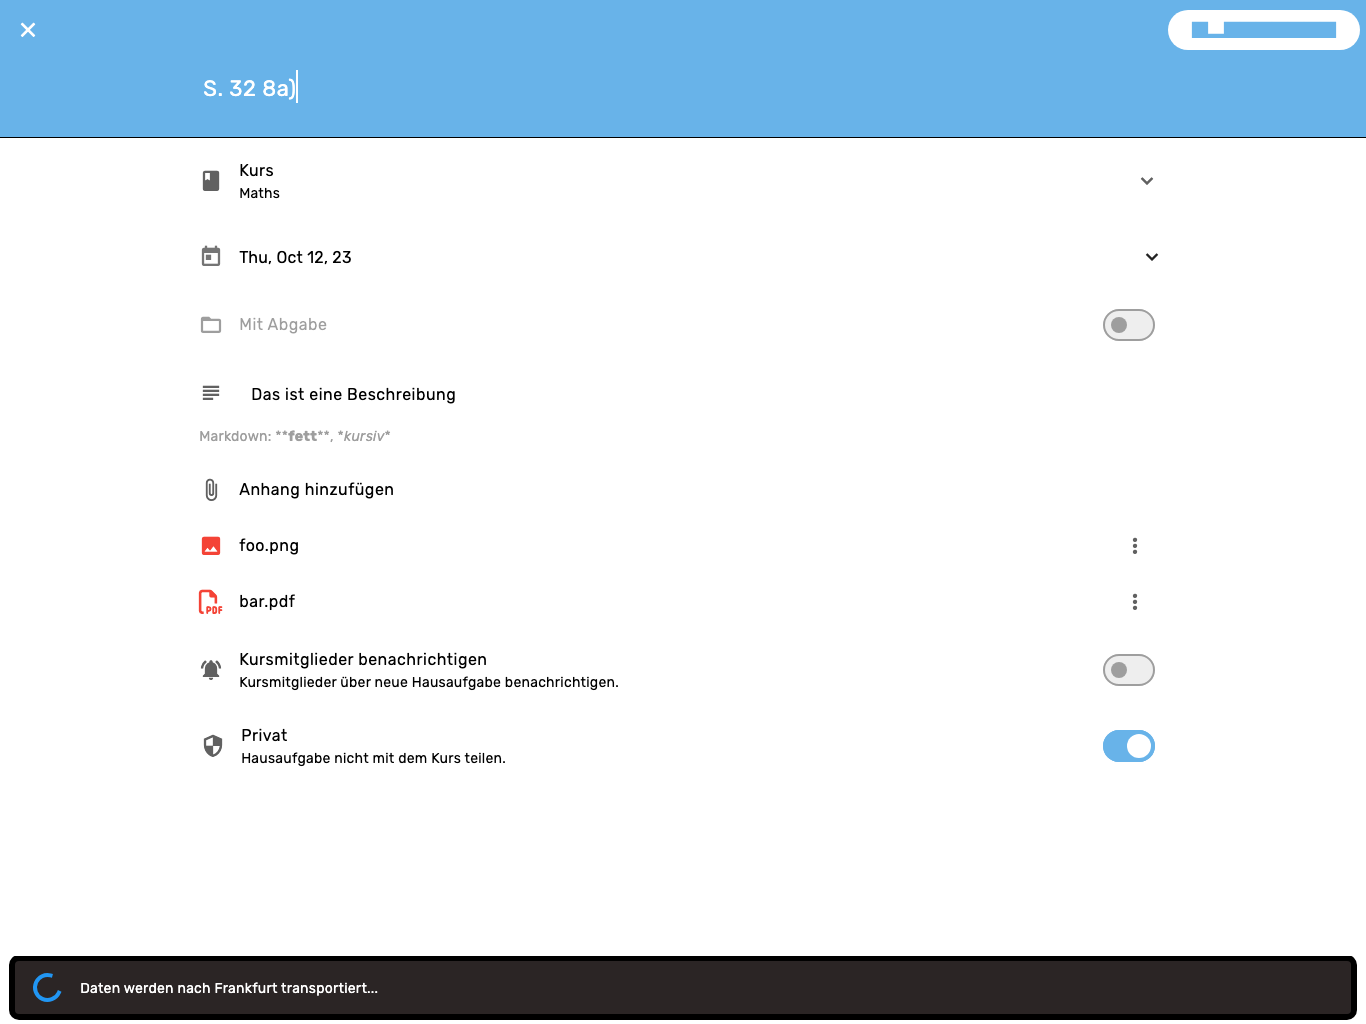 S. 32 8a)
Kurs
Maths
Thu, Oct 12, 23
Mit Abgabe
Das ist eine Beschreibung
Markdown: **fett**, *kursiv*
Anhang hinzufügen
foo.png
PDF
bar.pdf
Kursmitglieder benachrichtigen
Kursmitglieder über neue Hausaufgabe benachrichtigen.
Privat
Hausaufgabe nicht mit dem Kurs teilen.
Daten werden nach Frankfurt transportiert...